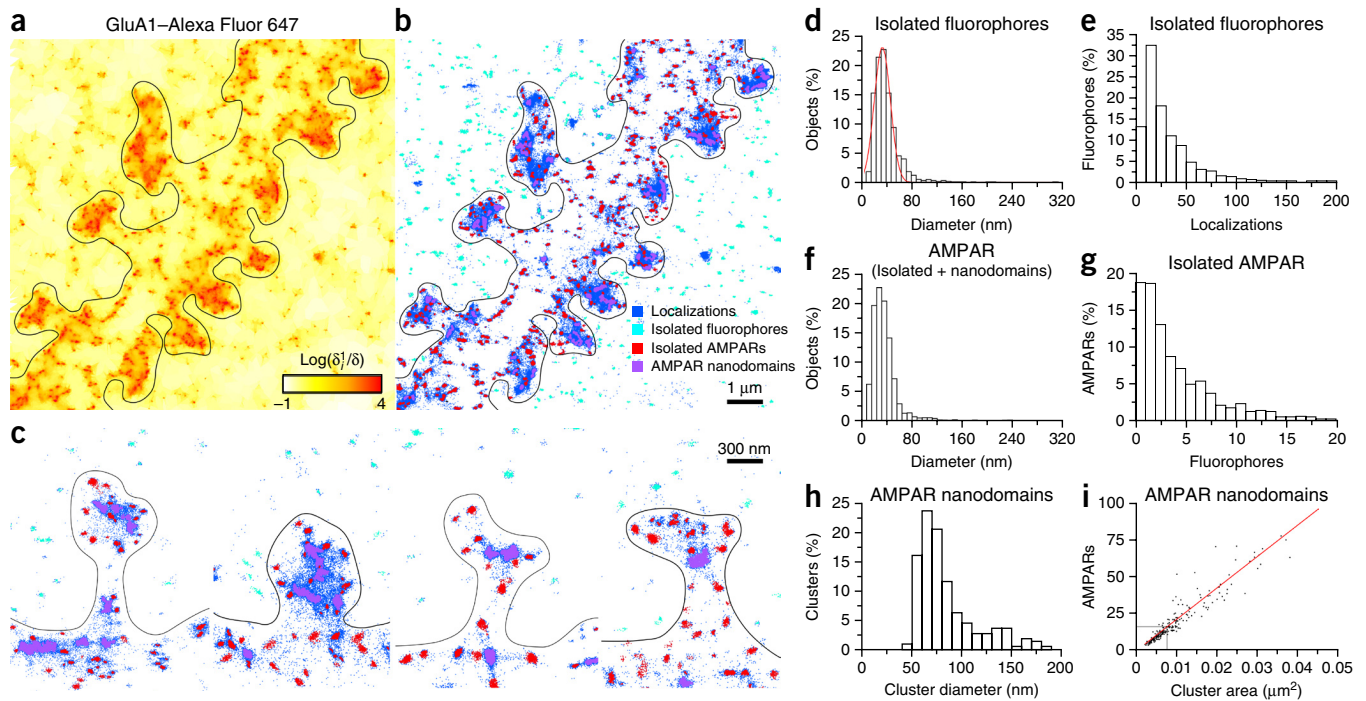 a
GluA1–Alexa Fluor 647
Log(δ¹ᵢ/δ)
–1
4
b
Localizations
Isolated fluorophores
Isolated AMPARs
AMPAR nanodomains
1 μm
c
300 nm
d
Isolated fluorophores
Objects (%)
25
20
15
10
5
0
0 80 160 240 320
Diameter (nm)
e
Isolated fluorophores
Fluorophores (%)
35
30
25
20
15
10
5
0
0 50 100 150 200
Localizations
f
AMPAR
(Isolated + nanodomains)
Objects (%)
25
20
15
10
5
0
0 80 160 240 320
Diameter (nm)
g
Isolated AMPAR
AMPARs (%)
20
15
10
5
0
0 5 10 15 20
Fluorophores
h
AMPAR nanodomains
Clusters (%)
25
20
15
10
5
0
0 50 100 150 200
Cluster diameter (nm)
i
AMPAR nanodomains
AMPARs
100
75
50
25
0
0 0.01 0.02 0.03 0.04 0.05
Cluster area (μm²)